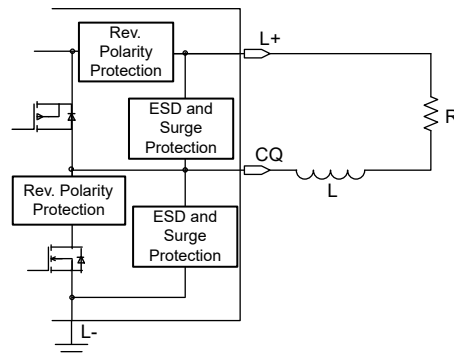 Rev.
Polarity
Protection
L+
ESD and
Surge
Protection
R
CQ
L
Rev. Polarity
Protection
ESD and
Surge
Protection
L-